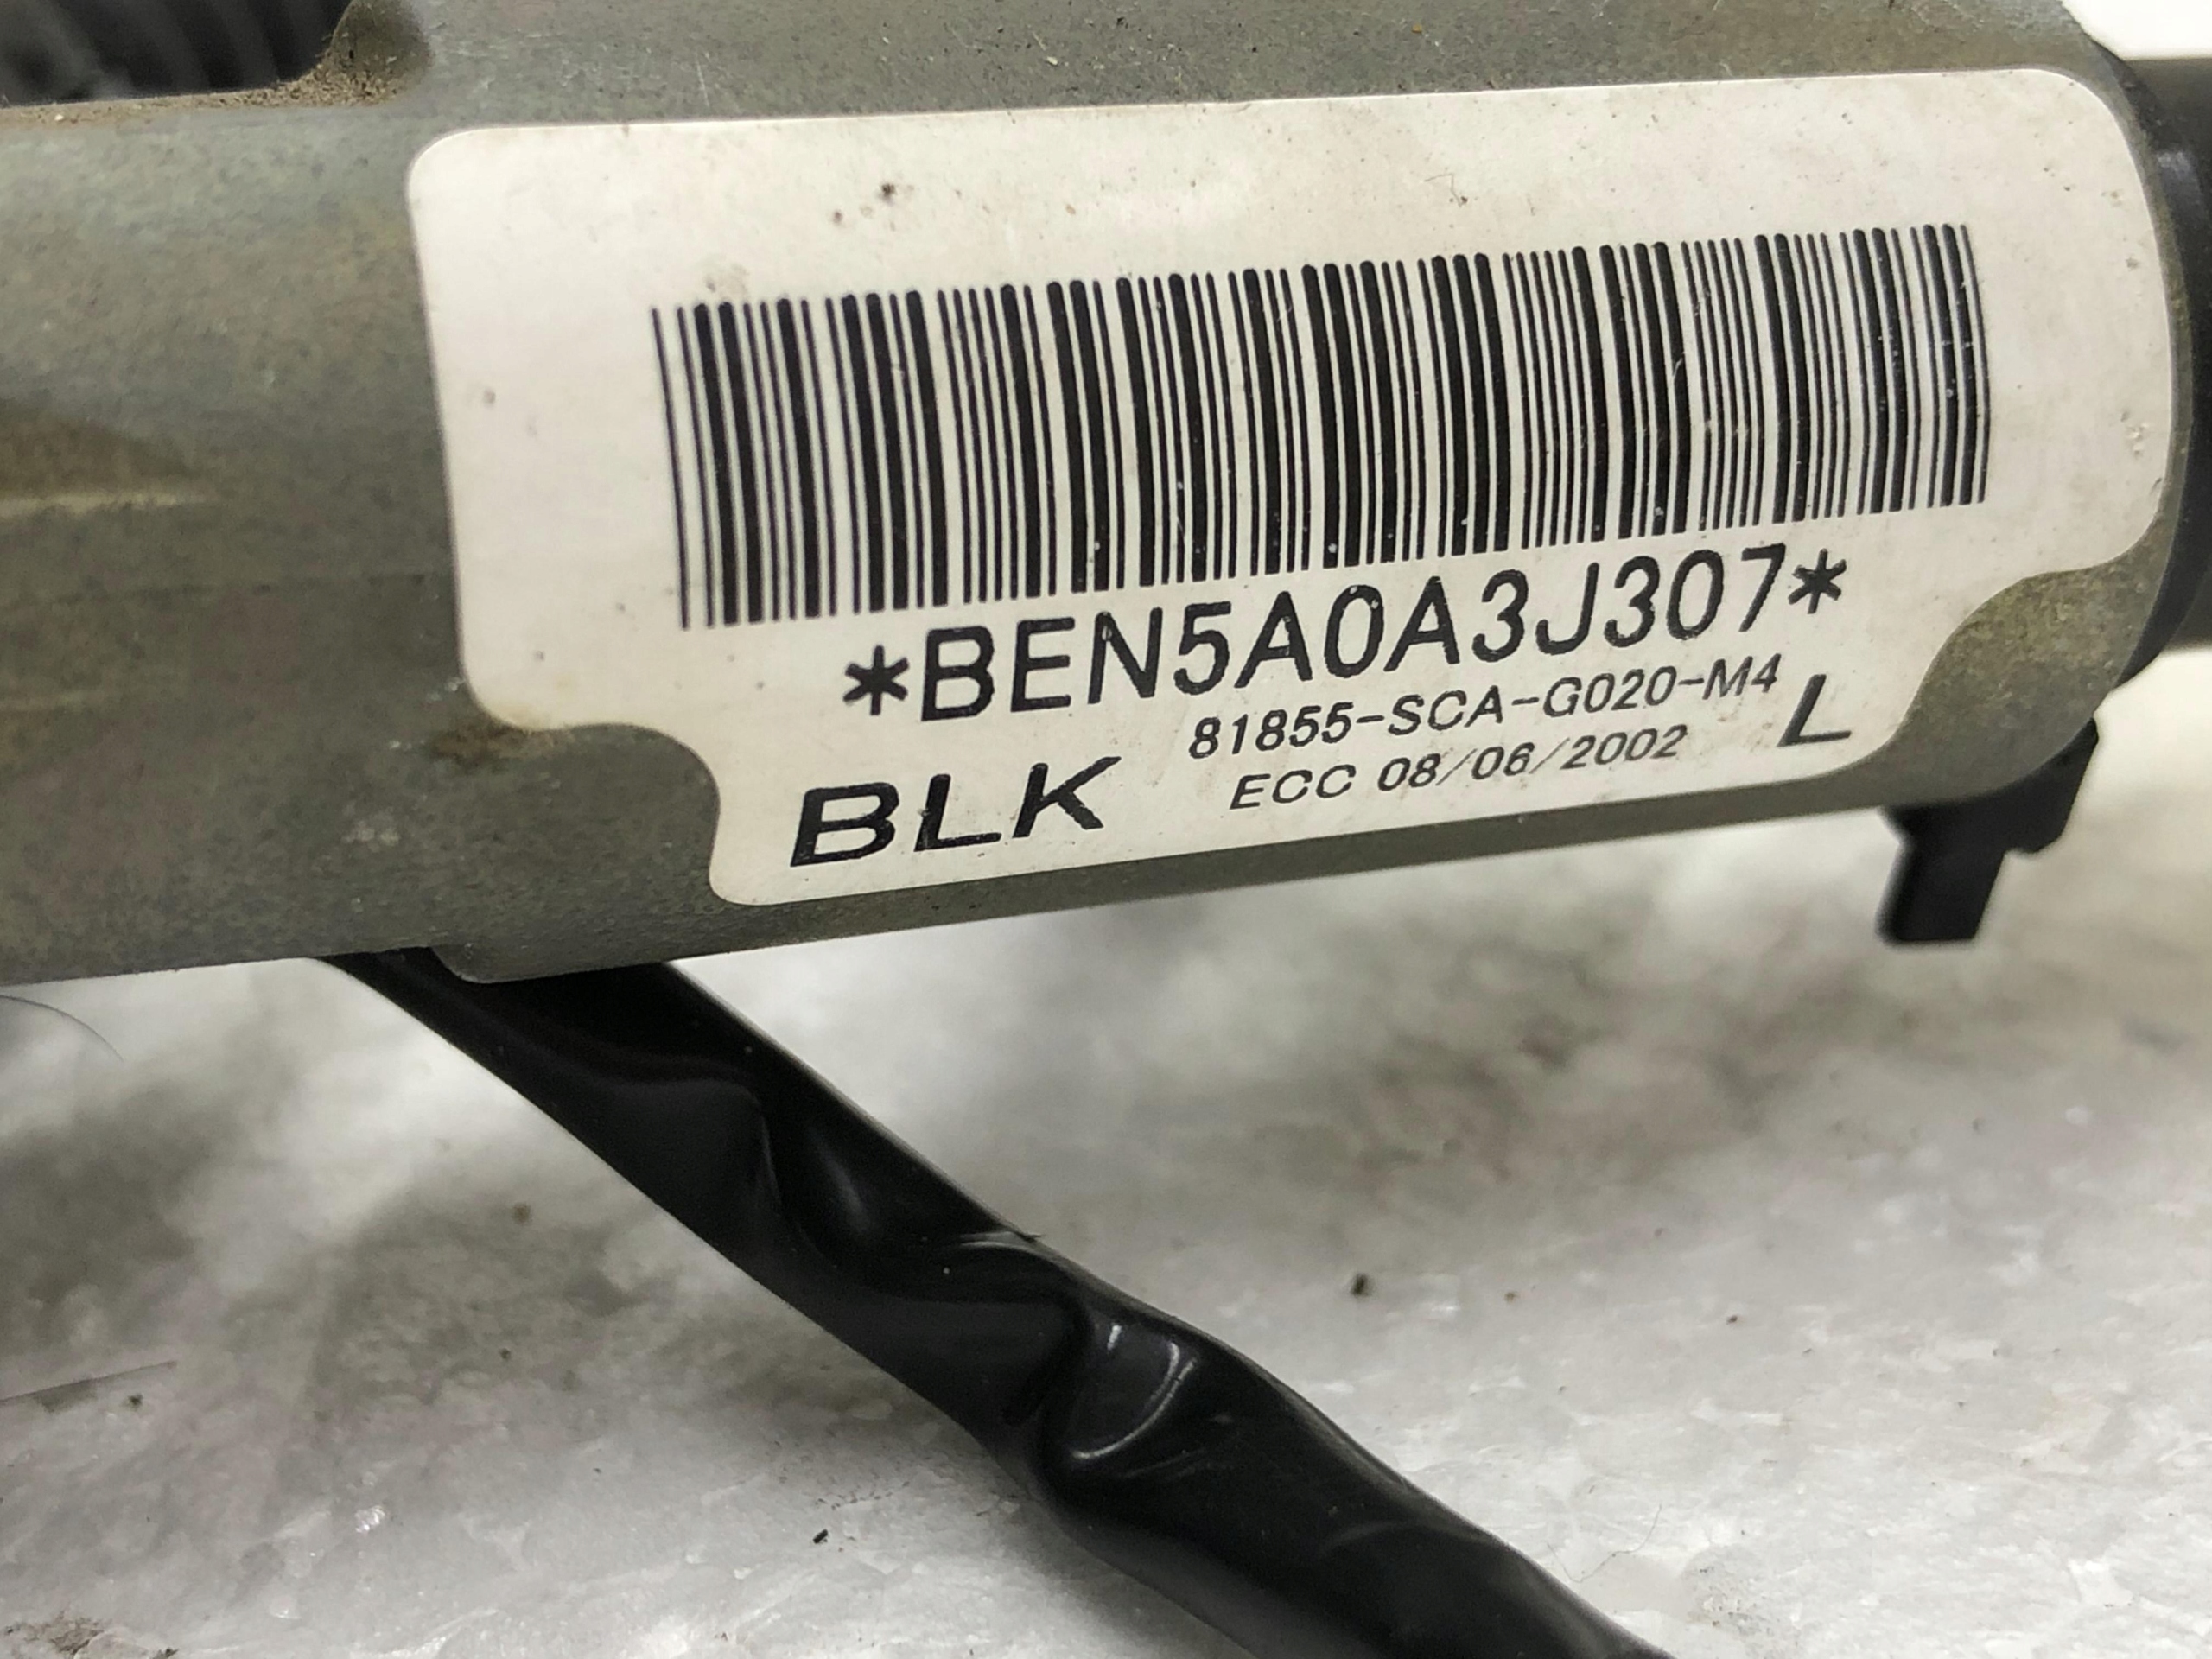 *BEN5A0A3J307*
81855-SCA-G020-M4 L
ECC 08/06/2002
BLK